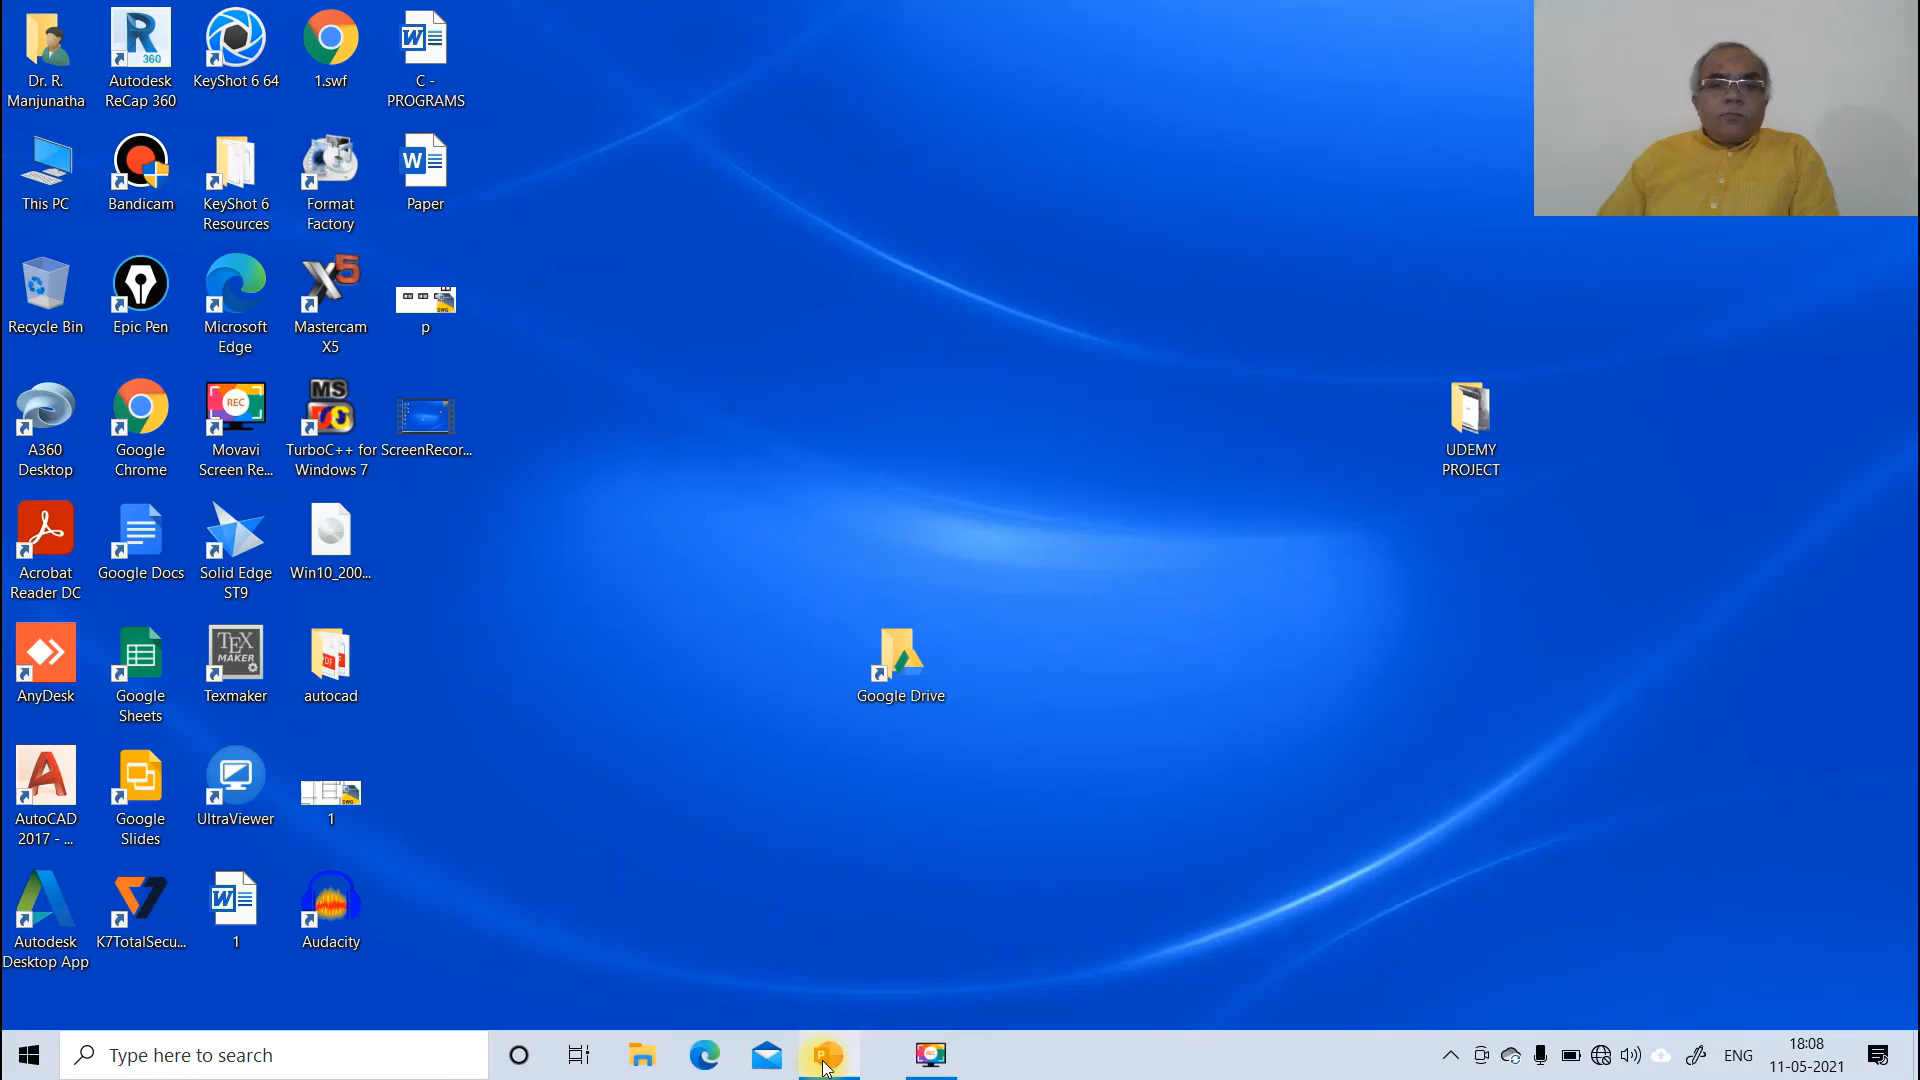 Dr. R.
Manjunatha
Autodesk
ReCap 360
KeyShot 6 64
1.swf
C -
PROGRAMS
This PC
Bandicam
KeyShot 6
Resources
Format
Factory
Paper
Recycle Bin
Epic Pen
Microsoft
Edge
Mastercam
X5
p
A360
Desktop
Google
Chrome
Movavi
Screen Re...
TurboC++ for
Windows 7
ScreenRecor...
UDEMY
PROJECT
Acrobat
Reader DC
Google Docs
Solid Edge
ST9
Win10_200...
AnyDesk
Google
Sheets
Texmaker
autocad
Google Drive
AutoCAD
2017 - ...
Google
Slides
UltraViewer
1
Autodesk
Desktop App
K7TotalSecu...
1
Audacity
Type here to search
ENG
18:08
11-05-2021